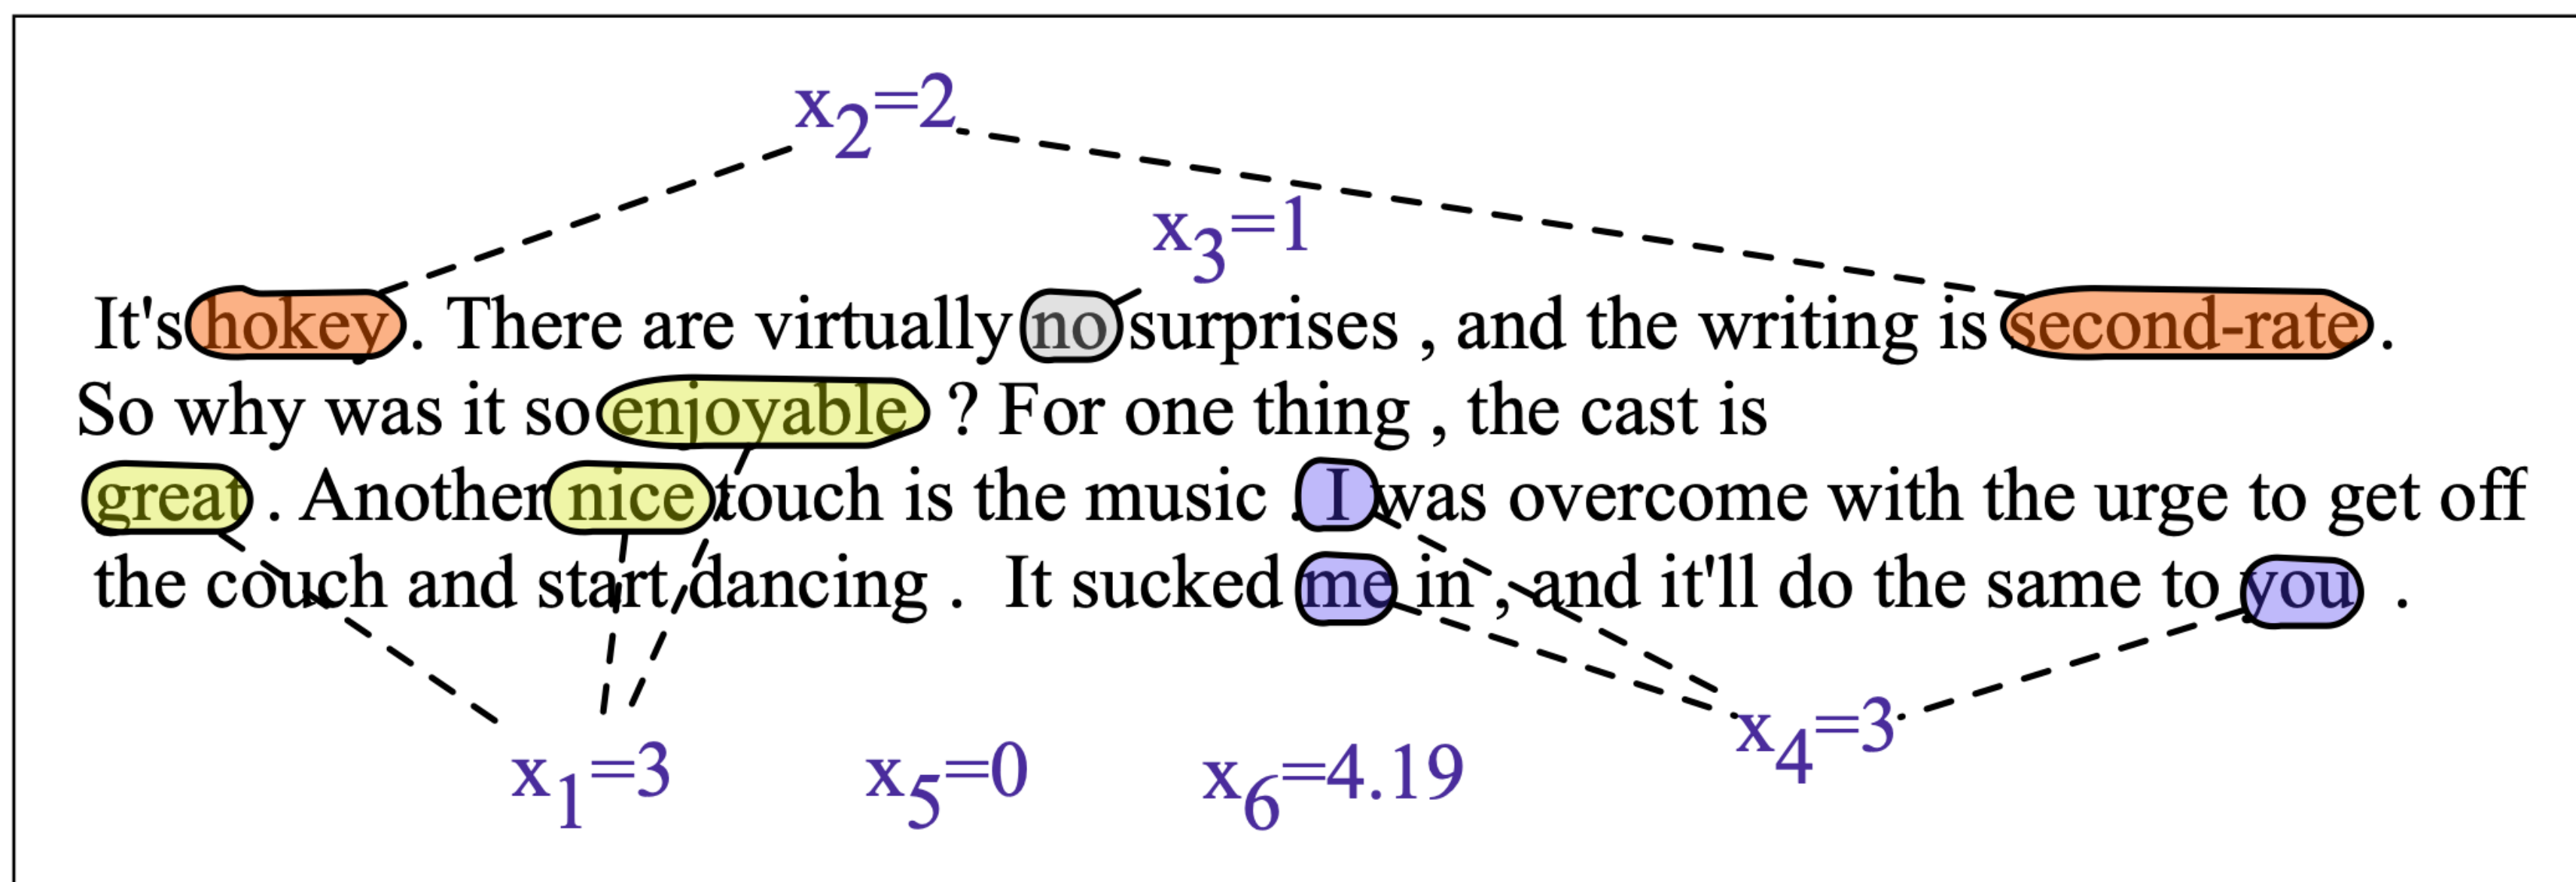 x2=2
x3=1
It's hokey . There are virtually no surprises , and the writing is second-rate .
So why was it so enjoyable ? For one thing , the cast is
great . Another nice touch is the music . I was overcome with the urge to get off
the couch and start dancing . It sucked me in , and it'll do the same to you .
x4=3
x1=3 x5=0 x6=4.19